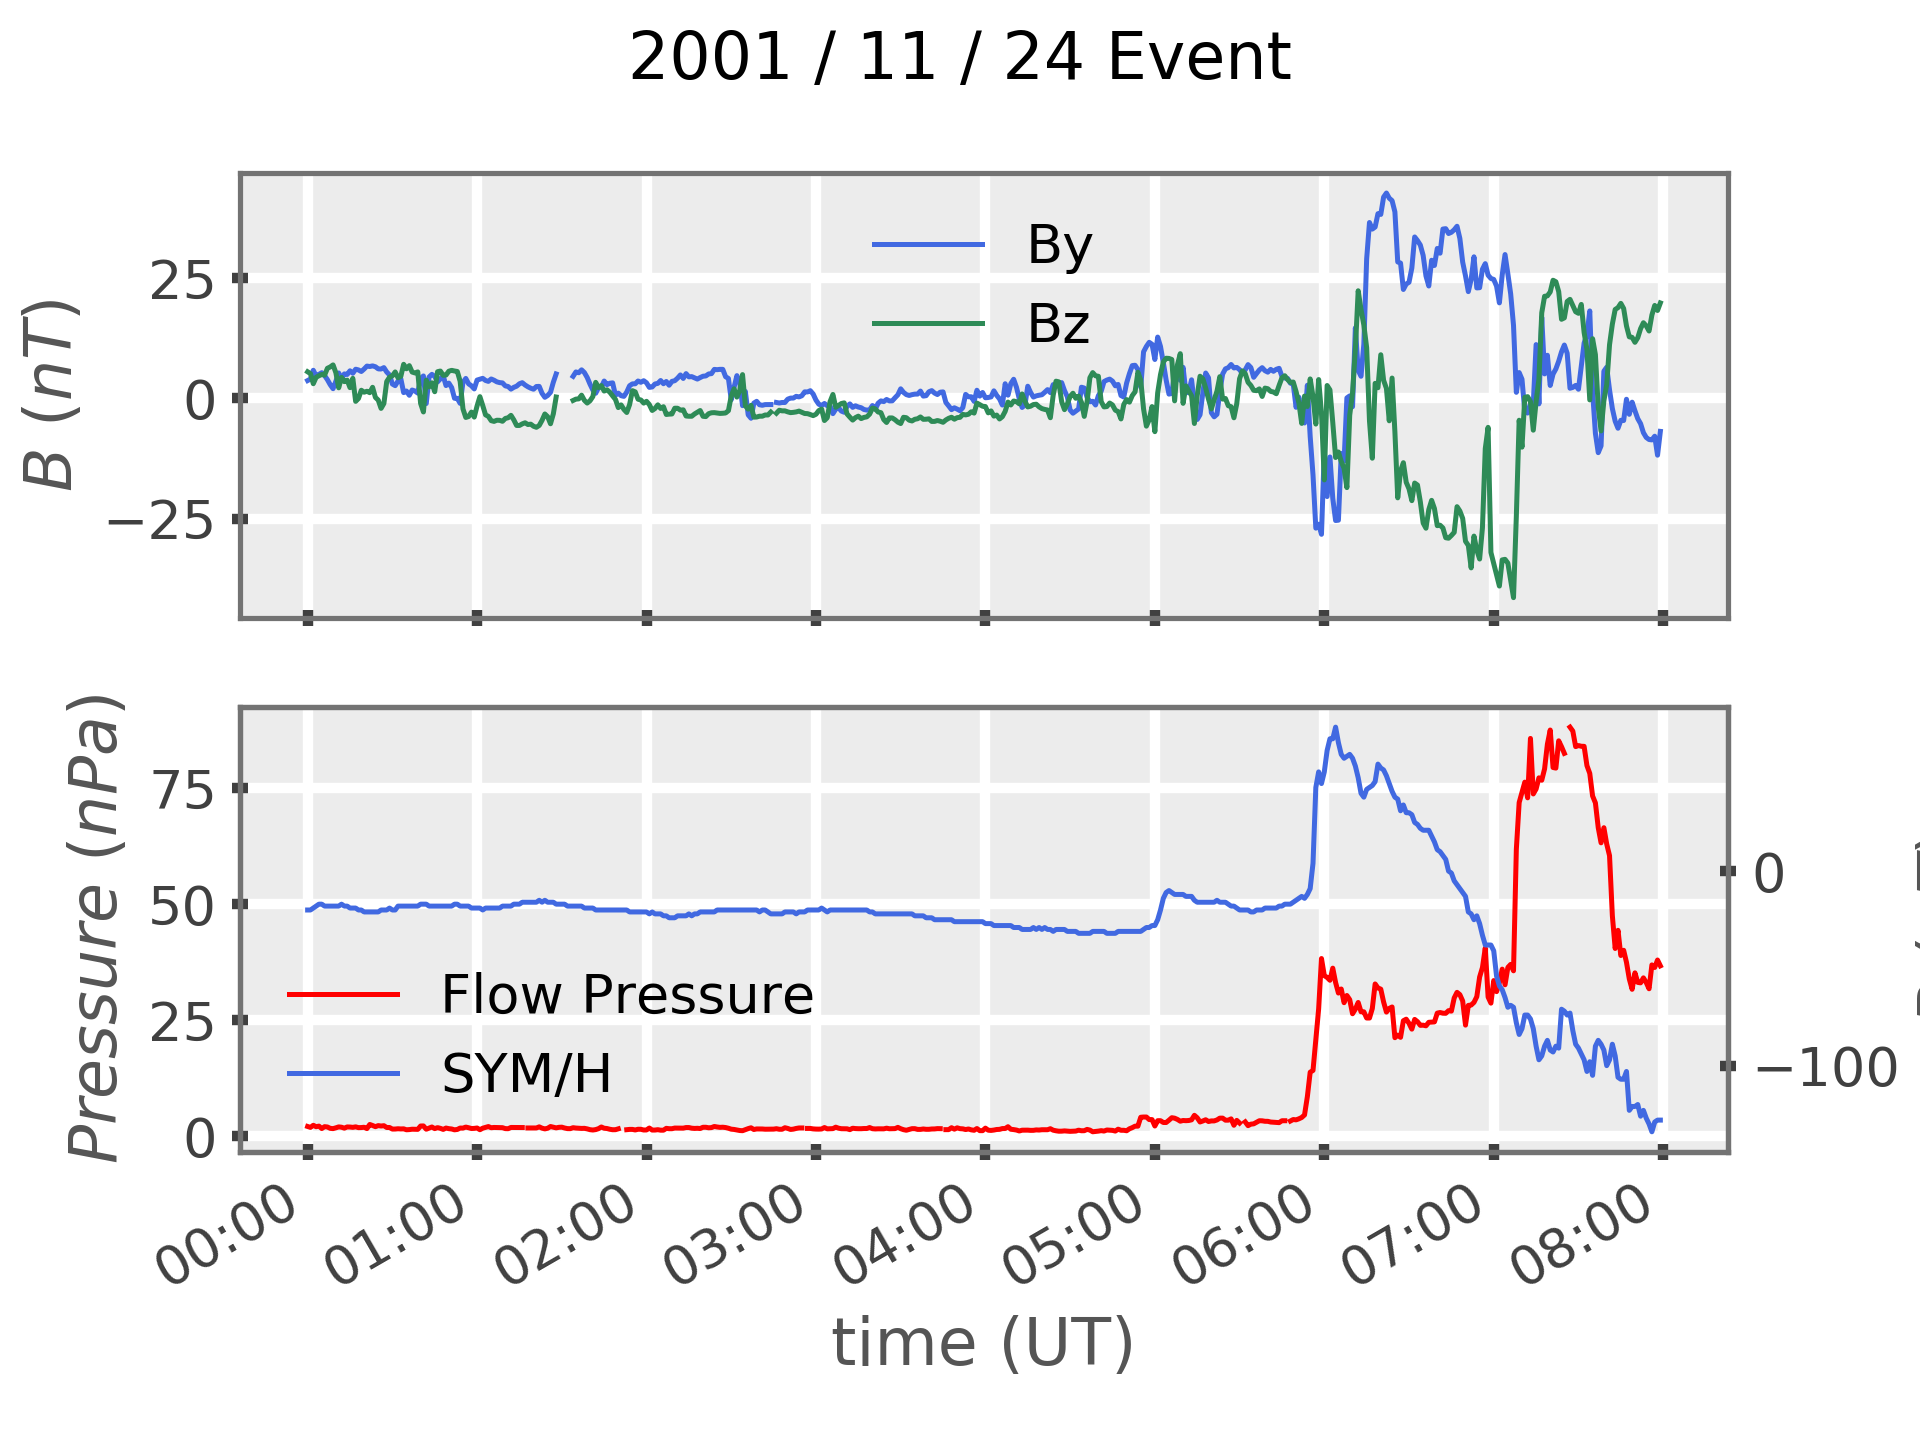 2001 / 11 / 24 Event
B (nT)
25
0
−25
By
Bz
Pressure (nPa)
75
50
25
0
Flow Pressure
SYM/H
0
−100
00:00
01:00
02:00
03:00
04:00
05:00
06:00
07:00
08:00
time (UT)